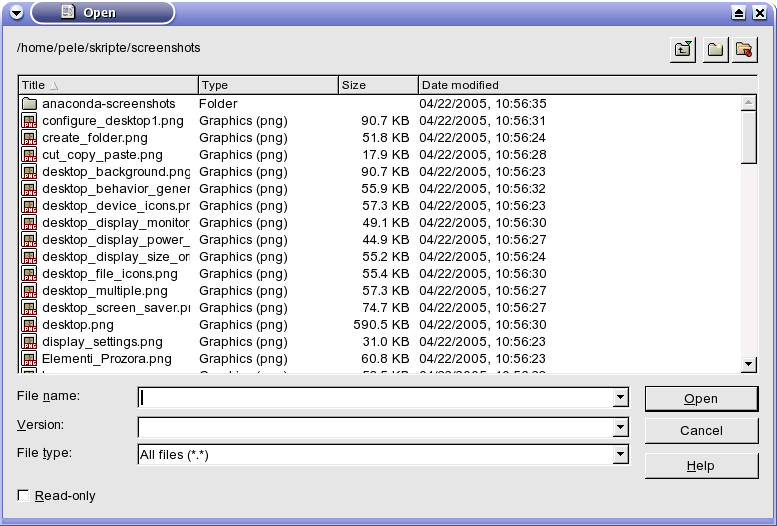 Open
/home/pele/skripte/screenshots
Title Type Size Date modified
anaconda-screenshots Folder 04/22/2005, 10:56:35
configure_desktop1.png Graphics (png) 90.7 KB 04/22/2005, 10:56:31
create_folder.png Graphics (png) 51.8 KB 04/22/2005, 10:56:24
cut_copy_paste.png Graphics (png) 17.9 KB 04/22/2005, 10:56:28
desktop_background.png Graphics (png) 90.7 KB 04/22/2005, 10:56:23
desktop_behavior_gener Graphics (png) 55.9 KB 04/22/2005, 10:56:32
desktop_device_icons.pr Graphics (png) 57.3 KB 04/22/2005, 10:56:23
desktop_display_monitor_ Graphics (png) 49.1 KB 04/22/2005, 10:56:30
desktop_display_power_ Graphics (png) 44.9 KB 04/22/2005, 10:56:27
desktop_display_size_or Graphics (png) 55.2 KB 04/22/2005, 10:56:24
desktop_file_icons.png Graphics (png) 55.4 KB 04/22/2005, 10:56:30
desktop_multiple.png Graphics (png) 57.3 KB 04/22/2005, 10:56:27
desktop_screen_saver.pr Graphics (png) 74.7 KB 04/22/2005, 10:56:27
desktop.png Graphics (png) 590.5 KB 04/22/2005, 10:56:30
display_settings.png Graphics (png) 31.0 KB 04/22/2005, 10:56:23
Elementi_Prozora.png Graphics (png) 60.8 KB 04/22/2005, 10:56:23
File name:
Open
Version:
Cancel
File type: All files (*.*)
Help
Read-only